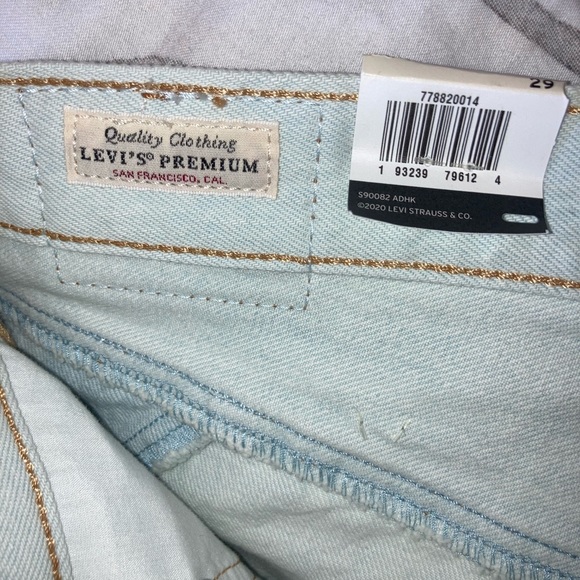 Quality Clothing
LEVI'S® PREMIUM
SAN FRANCISCO, CAL.
29
778820014
1 93239 79612 4
S90082 ADHK
©2020 LEVI STRAUSS & CO.